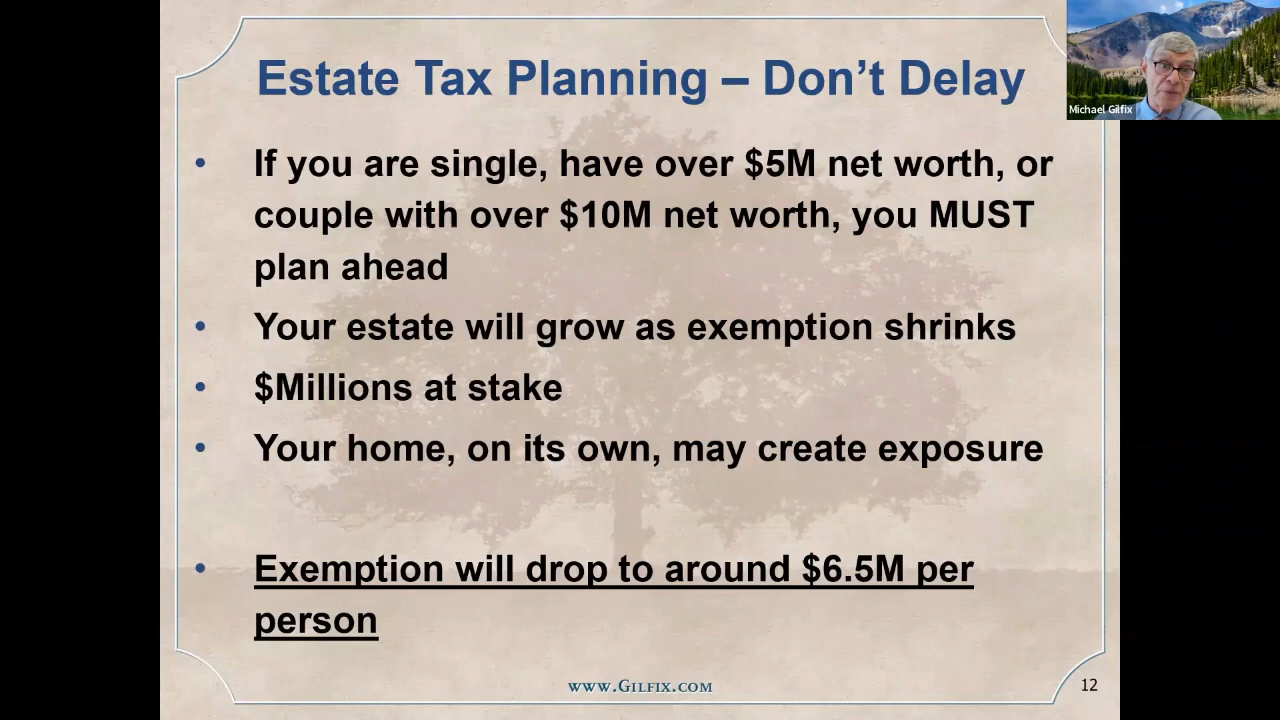 Estate Tax Planning – Don’t Delay
Michael Gilfix
• If you are single, have over $5M net worth, or
couple with over $10M net worth, you MUST
plan ahead
• Your estate will grow as exemption shrinks
• $Millions at stake
• Your home, on its own, may create exposure
• Exemption will drop to around $6.5M per
person
www.Gilfix.com
12